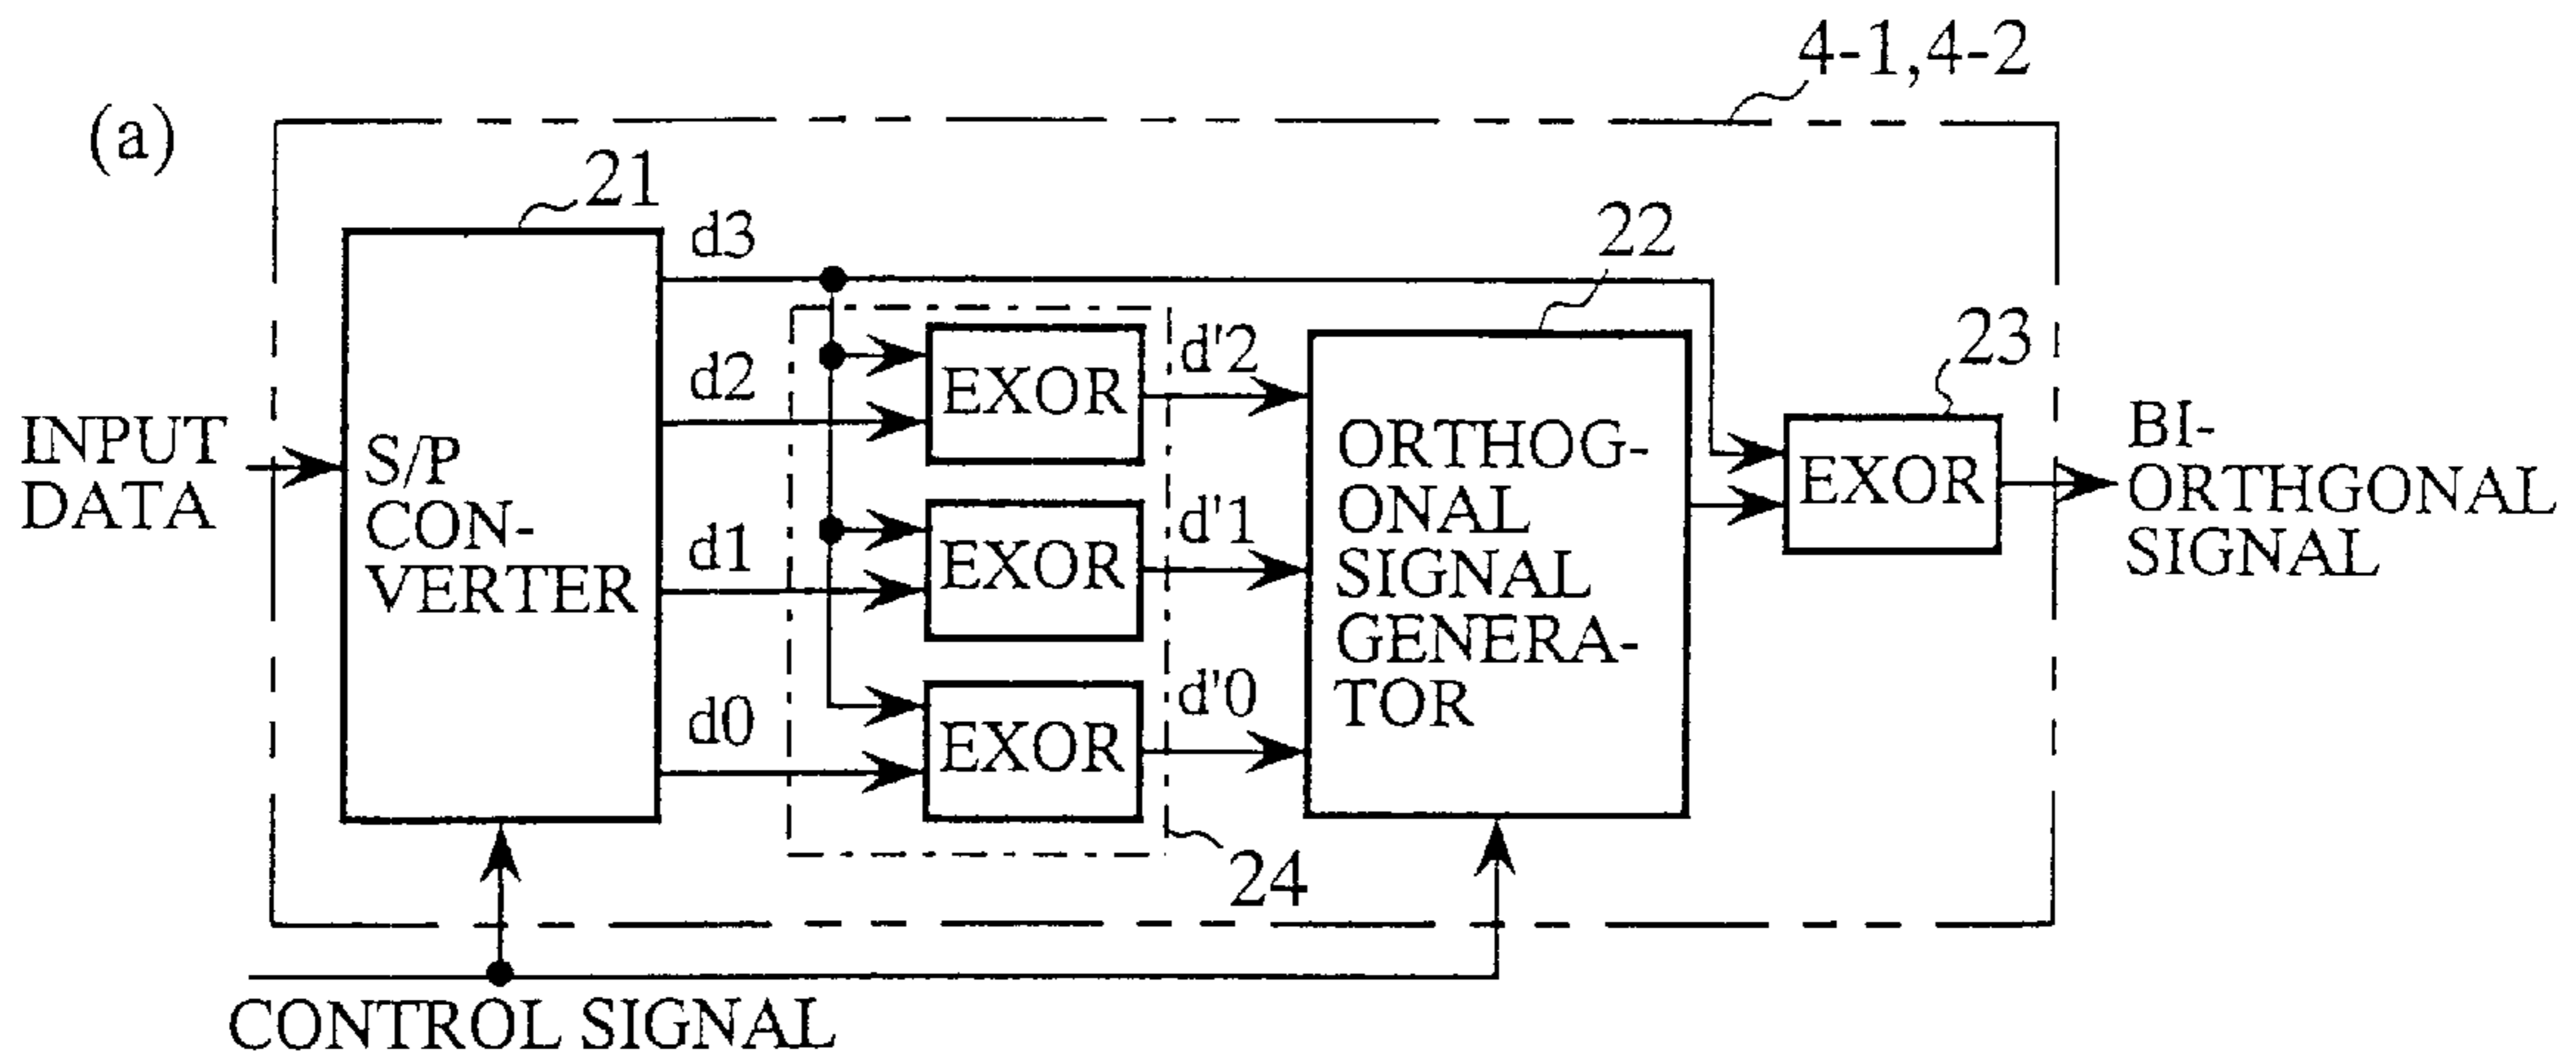 4-1,4-2
(a)
21
22
23
d3
d2
d1
d0
INPUT
DATA
S/P
CON-
VERTER
EXOR
EXOR
EXOR
d'2
d'1
d'0
ORTHOG-
ONAL
SIGNAL
GENERA-
TOR
EXOR
BI-
ORTHGONAL
SIGNAL
24
CONTROL SIGNAL